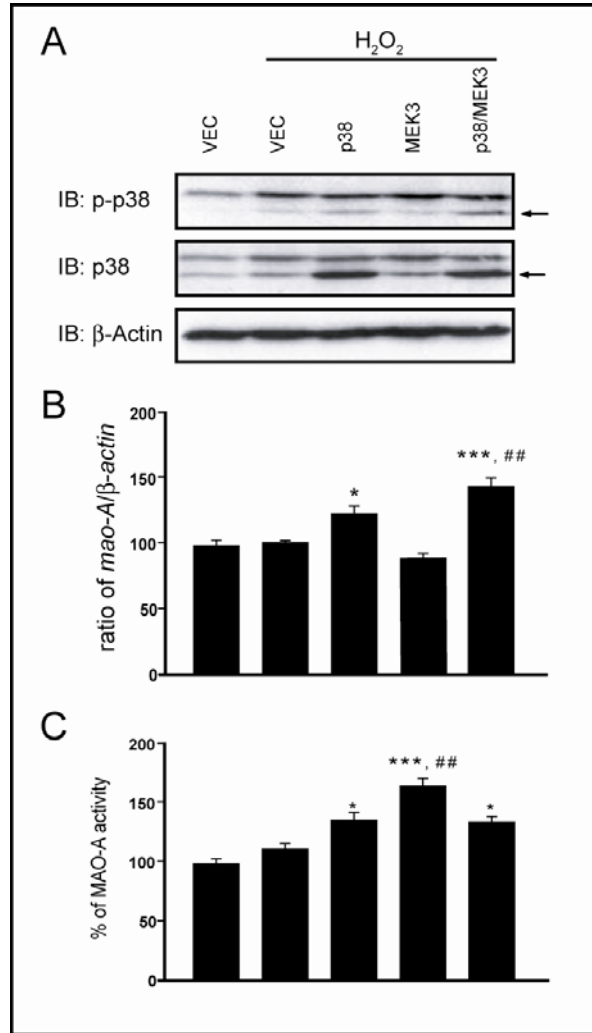 A
H₂O₂
VEC
VEC
p38
MEK3
p38/MEK3
IB: p-p38
IB: p38
IB: β-Actin
B
ratio of mao-A/β-actin
200
150
100
50
0
*
***, ##
C
% of MAO-A activity
200
150
100
50
0
*
***, ##
*